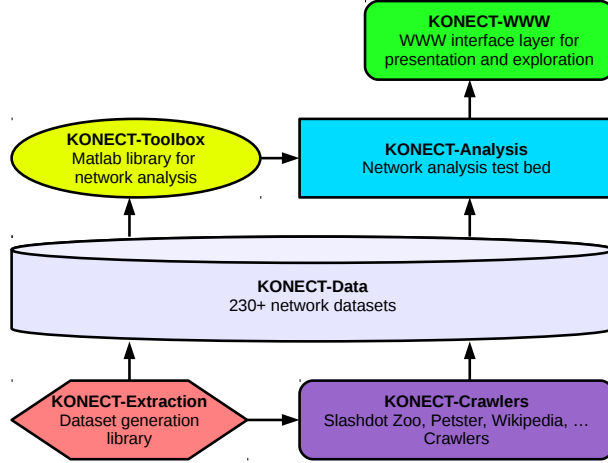 KONECT-WWW
WWW interface layer for
presentation and exploration
KONECT-Toolbox
Matlab library for
network analysis
KONECT-Analysis
Network analysis test bed
KONECT-Data
230+ network datasets
KONECT-Extraction
Dataset generation
library
KONECT-Crawlers
Slashdot Zoo, Petster, Wikipedia, …
Crawlers